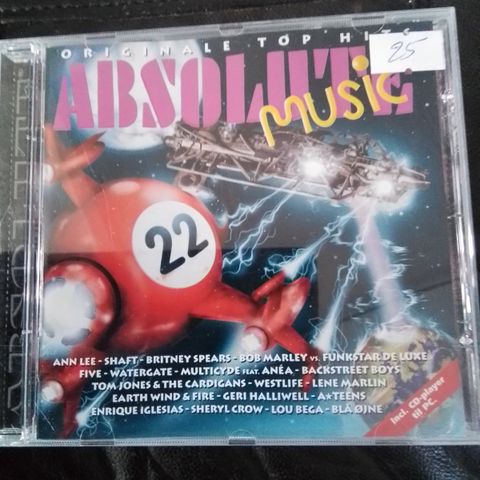 ORIGINALE TOP HITS
25
ABSOLUTE
music
22
ANN LEE - SHAFT - BRITNEY SPEARS - BOB MARLEY vs. FUNKSTAR DE LUXE
FIVE - WATERGATE - MULTICYDE FEAT. ANÉA - BACKSTREET BOYS
TOM JONES & THE CARDIGANS - WESTLIFE - LENE MARLIN
EARTH WIND & FIRE - GERI HALLIWELL - A*TEENS
ENRIQUE IGLESIAS - SHERYL CROW - LOU BEGA - BLÅ ØJNE
Incl. CD-player
til PC